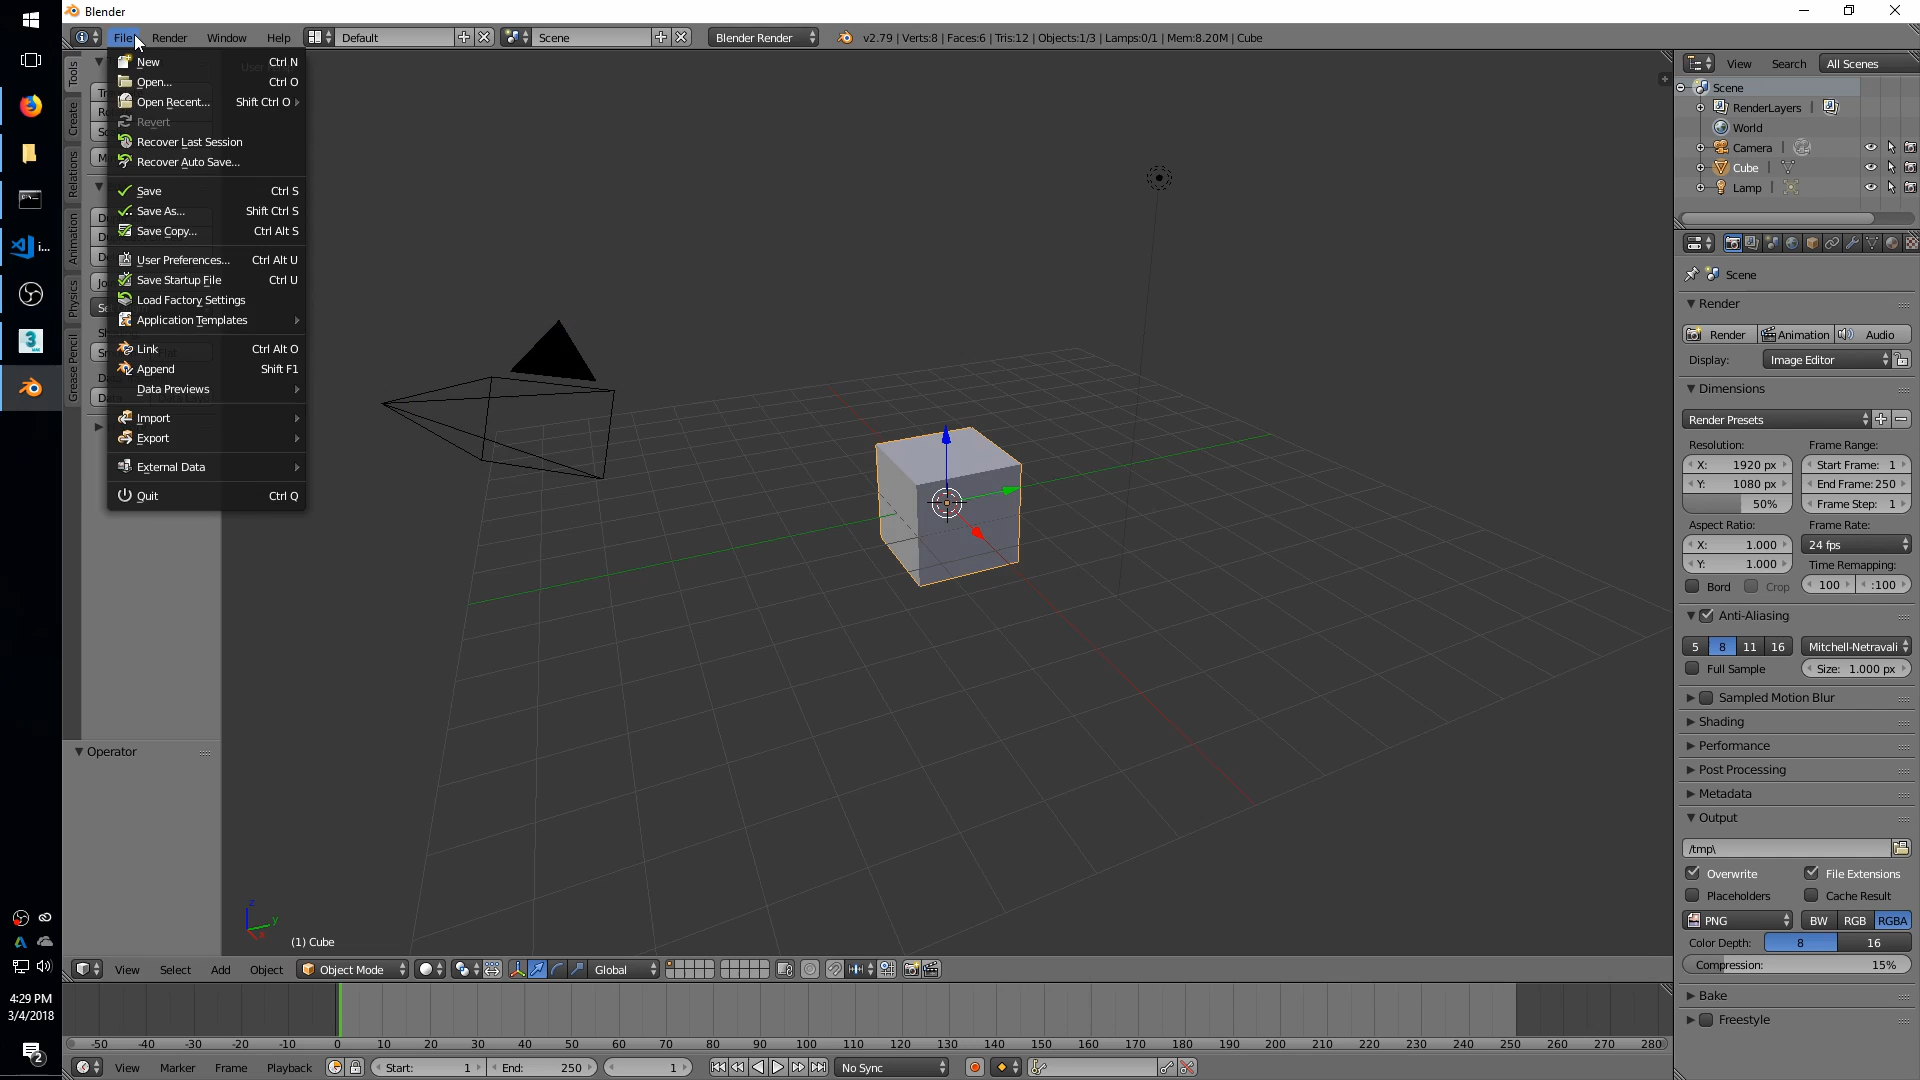 Blender
File Render Window Help Default Scene Blender Render v2.79 | Verts:8 | Faces:6 | Tris:12 | Objects:1/3 | Lamps:0/1 | Mem:8.20M | Cube
New Ctrl N
Open... Ctrl O
Open Recent... Shift Ctrl O
Revert
Recover Last Session
Recover Auto Save...
Save Ctrl S
Save As... Shift Ctrl S
Save Copy... Ctrl Alt S
User Preferences... Ctrl Alt U
Save Startup File Ctrl U
Load Factory Settings
Application Templates
Link Ctrl Alt O
Append Shift F1
Data Previews
Import
Export
External Data
Quit Ctrl Q
Tools
Create
Relations
Animation
Physics
Grease Pencil
Operator
(1) Cube
z
y
x
View Select Add Object Object Mode Global
-50 -40 -30 -20 -10 0 10 20 30 40 50 60 70 80 90 100 110 120 130 140 150 160 170 180 190 200 210 220 230 240 250 260 270 280
View Marker Frame Playback Start: 1 End: 250 1 No Sync
View Search All Scenes
Scene
RenderLayers |
World
Camera |
Cube |
Lamp |
Scene
Render
Render Animation Audio
Display: Image Editor
Dimensions
Render Presets
Resolution: Frame Range:
X: 1920 px Start Frame: 1
Y: 1080 px End Frame: 250
50% Frame Step: 1
Aspect Ratio: Frame Rate:
X: 1.000 24 fps
Y: 1.000 Time Remapping:
Bord Crop 100 :100
Anti-Aliasing
5 8 11 16 Mitchell-Netravali
Full Sample Size: 1.000 px
Sampled Motion Blur
Shading
Performance
Post Processing
Metadata
Output
/tmp\
Overwrite File Extensions
Placeholders Cache Result
PNG BW RGB RGBA
Color Depth: 8 16
Compression: 15%
Bake
Freestyle
i...
4:29 PM
3/4/2018
2